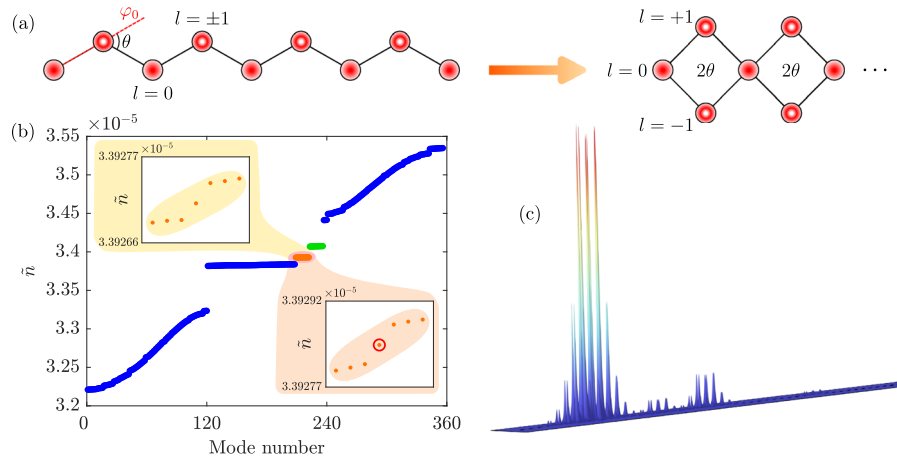 (a)
φ₀
θ
l = ±1
l = 0
l = +1
l = 0
2θ
2θ
...
l = −1
(b)
×10⁻⁵
3.55
3.5
3.45
3.4
3.35
3.3
3.25
3.2
ñ
0
120
240
360
Mode number
3.39277
×10⁻⁵
ñ
3.39266
3.39292
×10⁻⁵
ñ
3.39277
(c)